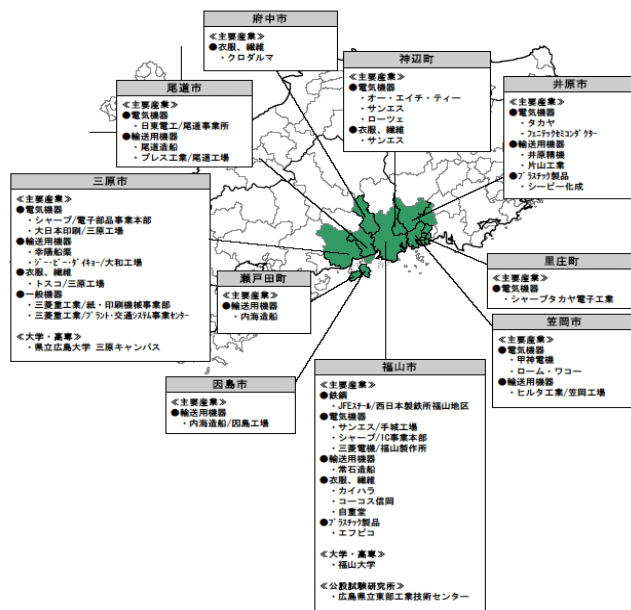 府中市
≪主要産業≫
●衣服、繊維
・クロダルマ
神辺町
≪主要産業≫
●電気機器
・オー・エイチ・ティー
・サンエス
・ローツェ
●衣服、繊維
・サンエス
井原市
≪主要産業≫
●電気機器
・タカヤ
・フェニテックセミコンダクター
●輸送用機器
・井原精機
・片山工業
●プラスチック製品
・シーピー化成
尾道市
≪主要産業≫
●電気機器
・日東電工/尾道事業所
●輸送用機器
・尾道造船
・プレス工業/尾道工場
三原市
≪主要産業≫
●電気機器
・シャープ/電子部品事業本部
・大日本印刷/三原工場
●輸送用機器
・幸陽船渠
・ジー・ピー・ダイキョー/大和工場
●衣服、繊維
・トスコ/三原工場
●一般機器
・三菱重工業/紙・印刷機械事業部
・三菱重工業/プラント・交通システム事業センター
≪大学・高専≫
・県立広島大学 三原キャンパス
瀬戸田町
≪主要産業≫
●輸送用機器
・内海造船
里庄町
≪主要産業≫
●電気機器
・シャープタカヤ電子工業
笠岡市
≪主要産業≫
●電気機器
・甲神電機
・ローム・ワコー
●輸送用機器
・ヒルタ工業/笠岡工場
因島市
≪主要産業≫
●輸送用機器
・内海造船/因島工場
福山市
≪主要産業≫
●鉄鋼
・JFEスチール/西日本製鉄所福山地区
●電気機器
・サンエス/手城工場
・シャープ/IC事業本部
・三菱電機/福山製作所
●輸送用機器
・常石造船
●衣服、繊維
・カイハラ
・コーコス信岡
・自重堂
●プラスチック製品
・エフピコ
≪大学・高専≫
・福山大学
≪公設試験研究所≫
・広島県立東部工業技術センター